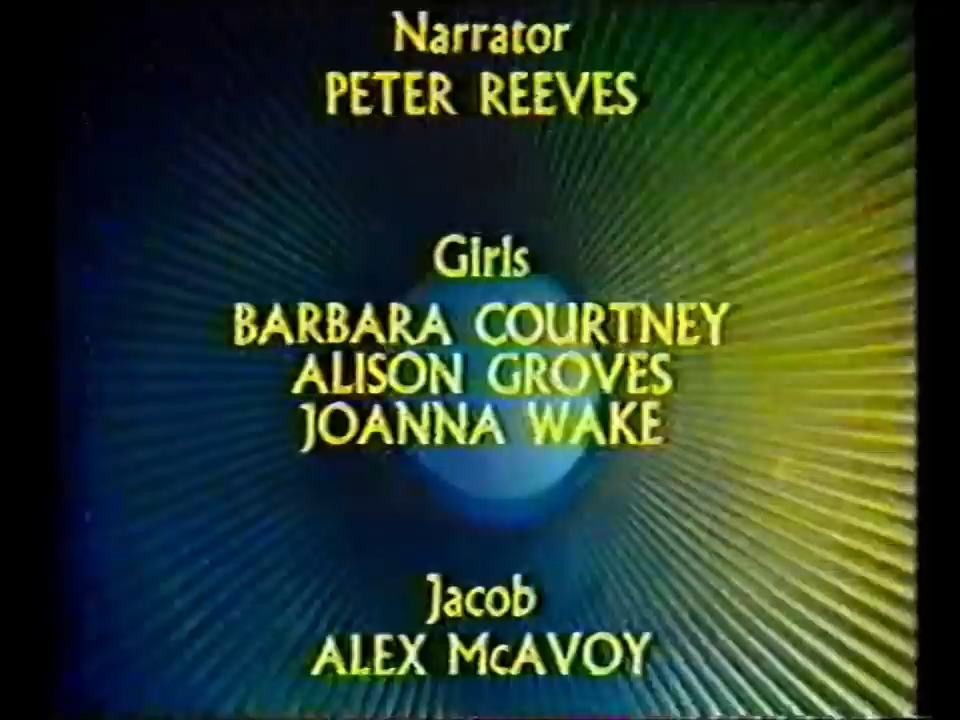 Narrator
PETER REEVES
Girls
BARBARA COURTNEY
ALISON GROVES
JOANNA WAKE
Jacob
ALEX McAVOY